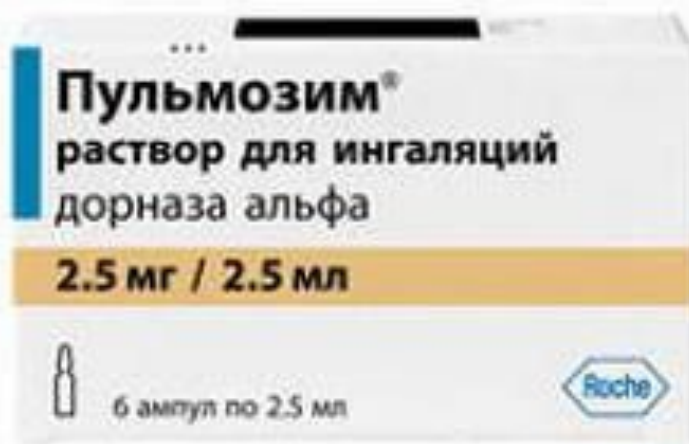 Пульмозим®
раствор для ингаляций
дорназа альфа
2.5 мг / 2.5 мл
6 ампул по 2.5 мл
Roche